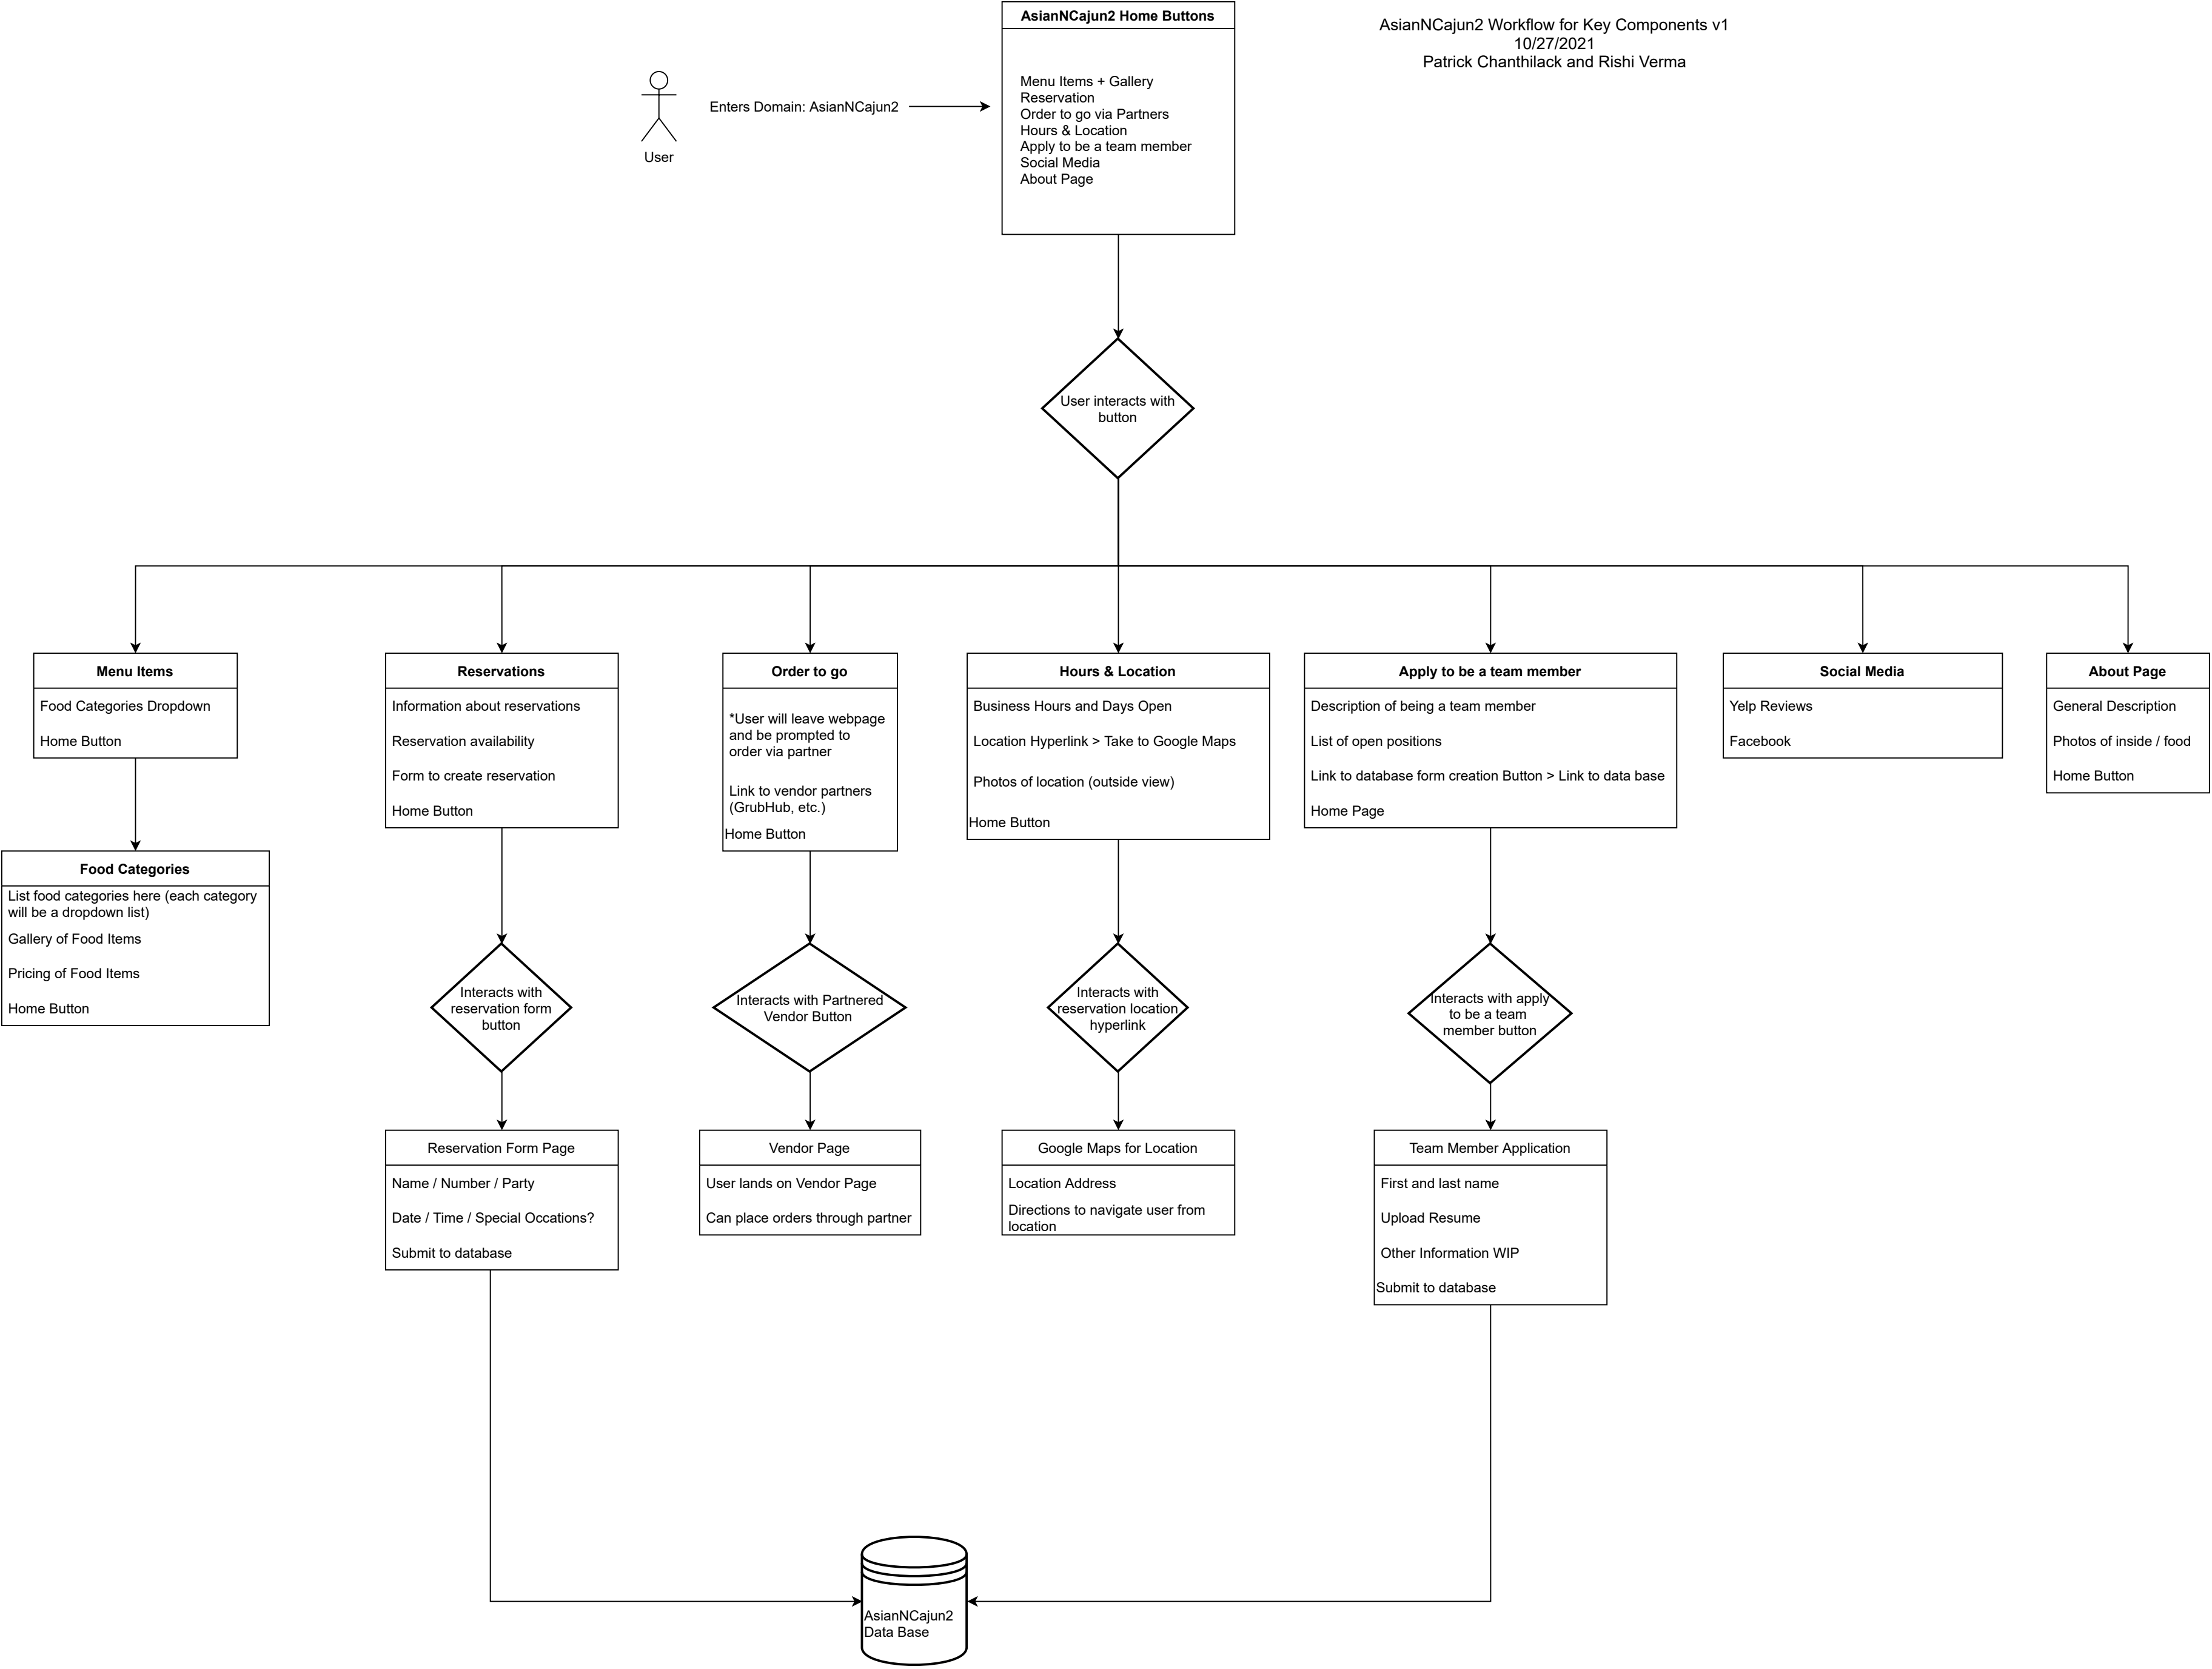 AsianNCajun2 Home Buttons
Menu Items + Gallery
Reservation
Order to go via Partners
Hours & Location
Apply to be a team member
Social Media
About Page
AsianNCajun2 Workflow for Key Components v1
10/27/2021
Patrick Chanthilack and Rishi Verma
Enters Domain: AsianNCajun2
User
User interacts with
button
Menu Items
Food Categories Dropdown
Home Button
Reservations
Information about reservations
Reservation availability
Form to create reservation
Home Button
Order to go
*User will leave webpage
and be prompted to
order via partner
Link to vendor partners
(GrubHub, etc.)
Home Button
Hours & Location
Business Hours and Days Open
Location Hyperlink > Take to Google Maps
Photos of location (outside view)
Home Button
Apply to be a team member
Description of being a team member
List of open positions
Link to database form creation Button > Link to data base
Home Page
Social Media
Yelp Reviews
Facebook
About Page
General Description
Photos of inside / food
Home Button
Food Categories
List food categories here (each category
will be a dropdown list)
Gallery of Food Items
Pricing of Food Items
Home Button
Interacts with
reservation form
button
Interacts with Partnered
Vendor Button
Interacts with
reservation location
hyperlink
Interacts with apply
to be a team
member button
Reservation Form Page
Name / Number / Party
Date / Time / Special Occations?
Submit to database
Vendor Page
User lands on Vendor Page
Can place orders through partner
Google Maps for Location
Location Address
Directions to navigate user from
location
Team Member Application
First and last name
Upload Resume
Other Information WIP
Submit to database
AsianNCajun2
Data Base